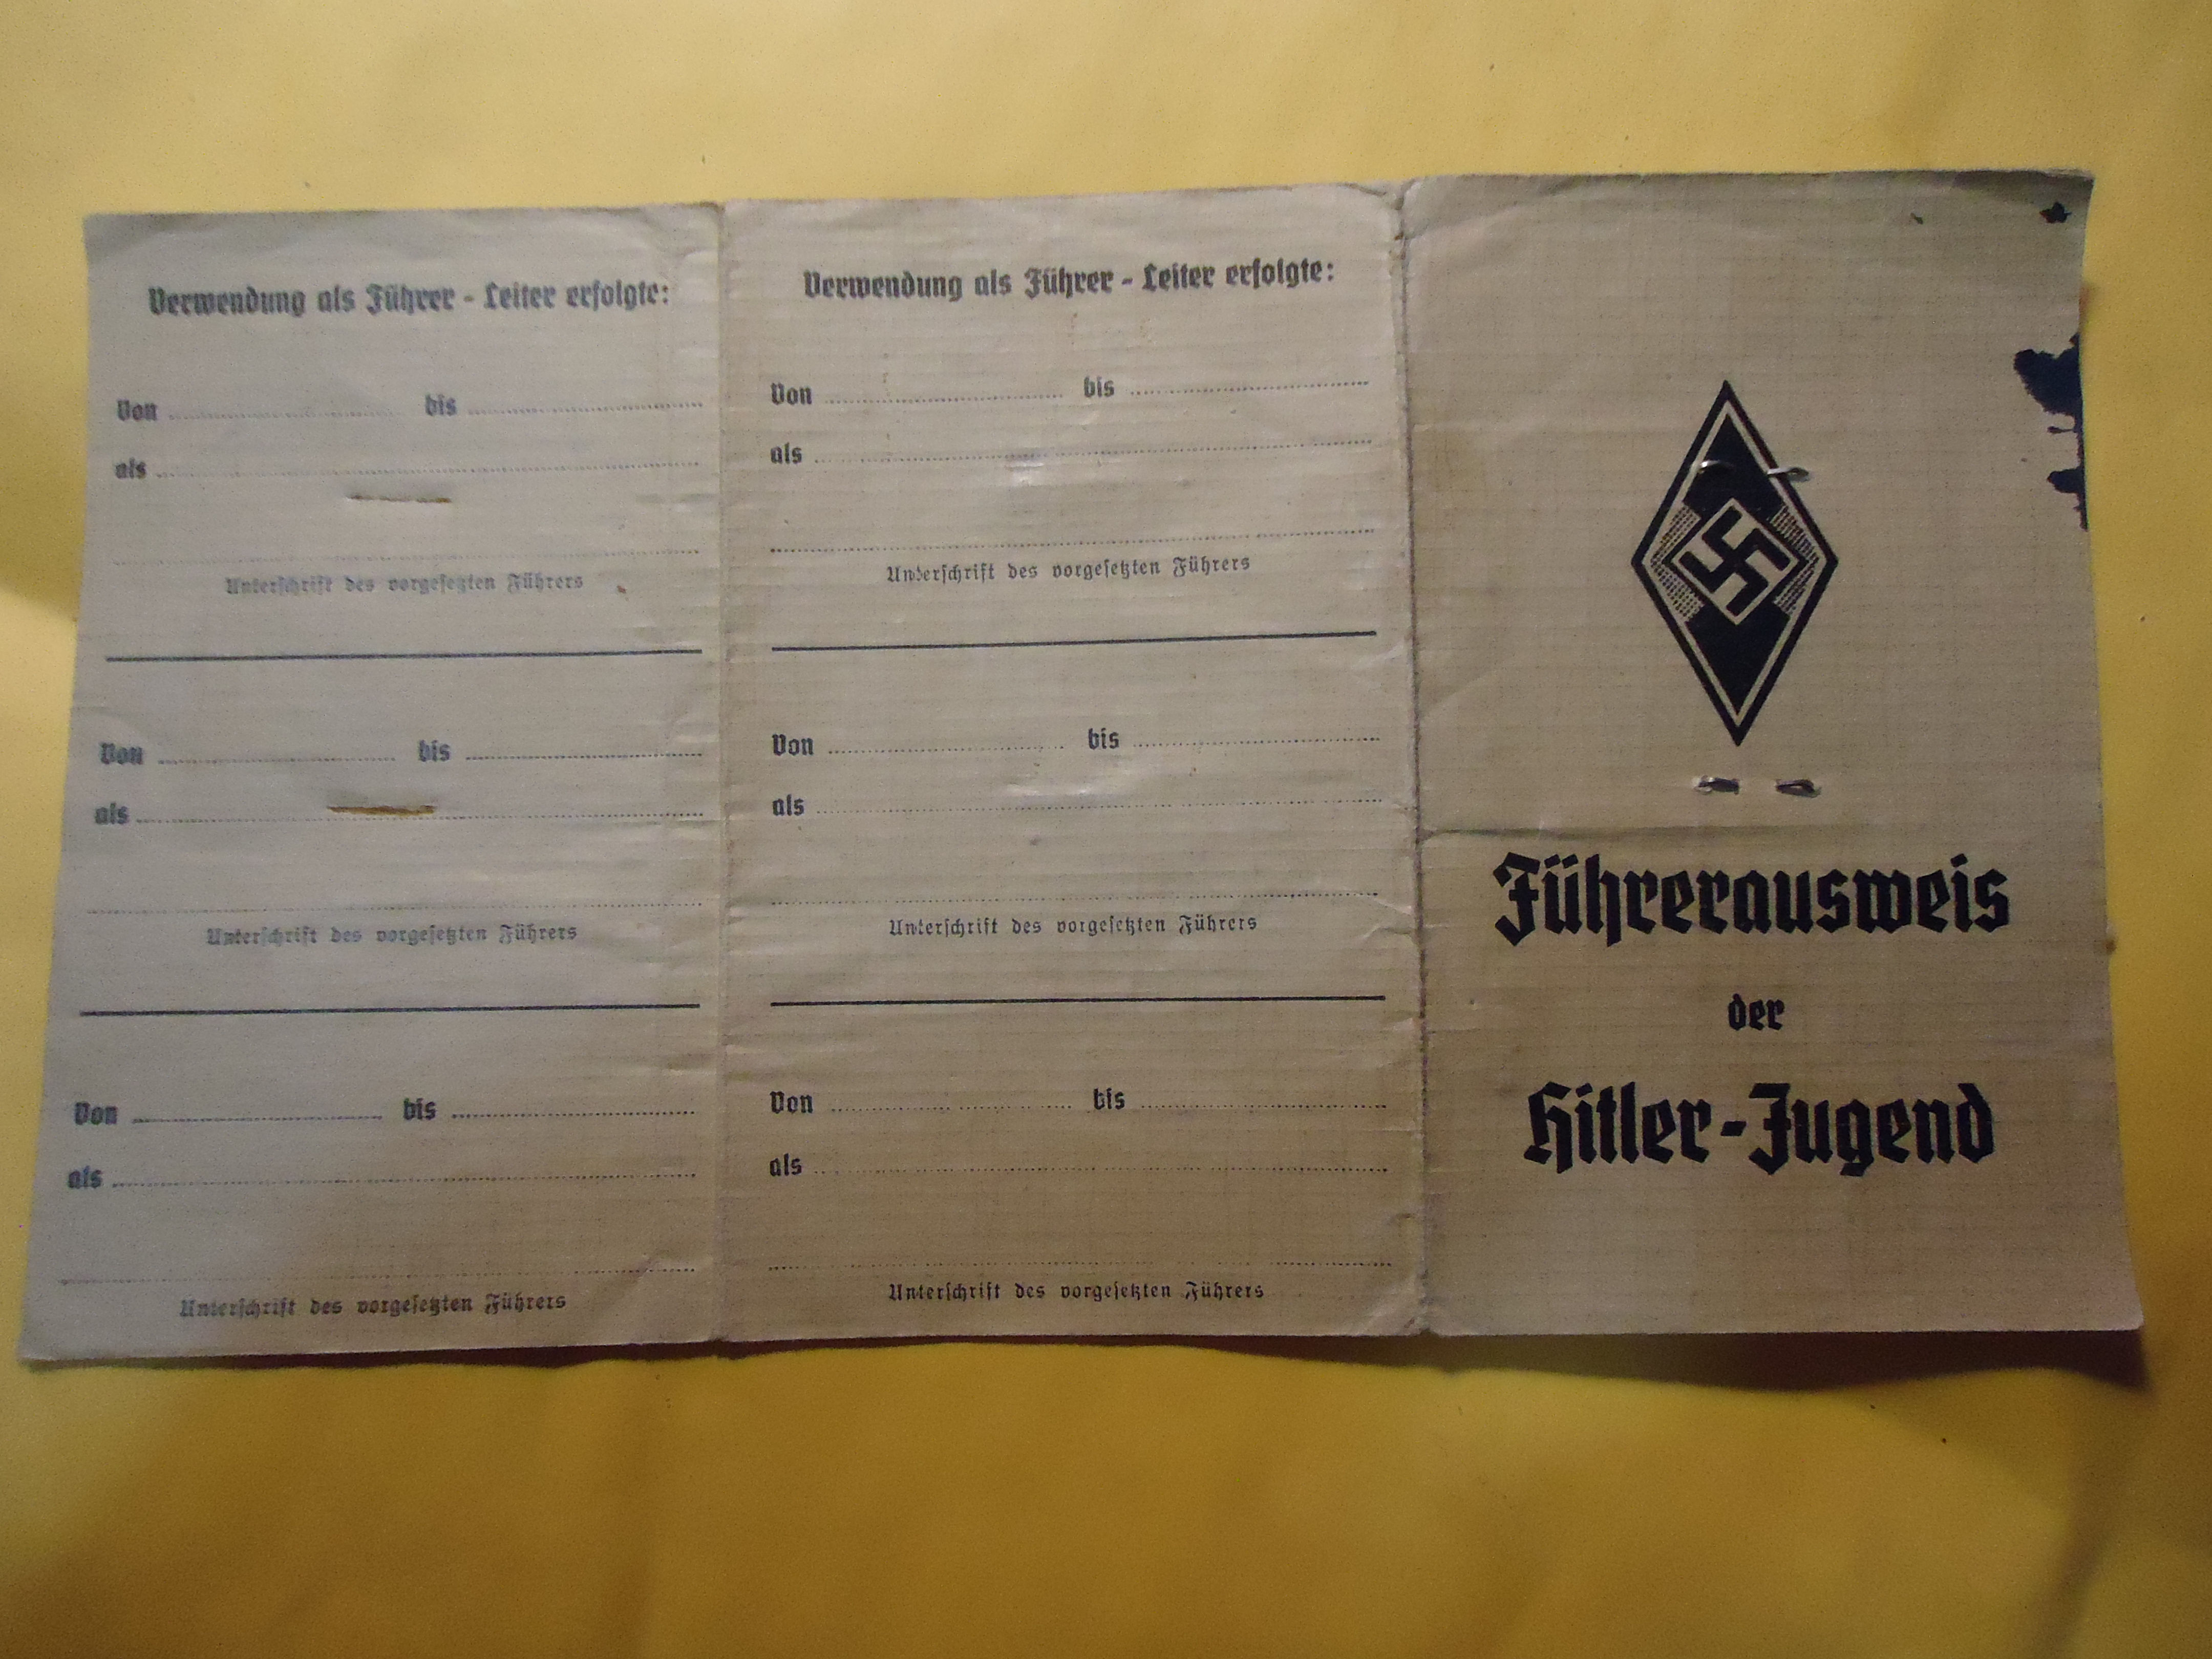 Verwendung als Führer - Leiter erfolgte:
Von bis
als
Unterschrift des vorgesetzten Führers
Von bis
als
Unterschrift des vorgesetzten Führers
Von bis
als
Unterschrift des vorgesetzten Führers
Verwendung als Führer - Leiter erfolgte:
Von bis
als
Unterschrift des vorgesetzten Führers
Von bis
als
Unterschrift des vorgesetzten Führers
Von bis
als
Unterschrift des vorgesetzten Führers
Führerausweis
der
Hitler-Jugend